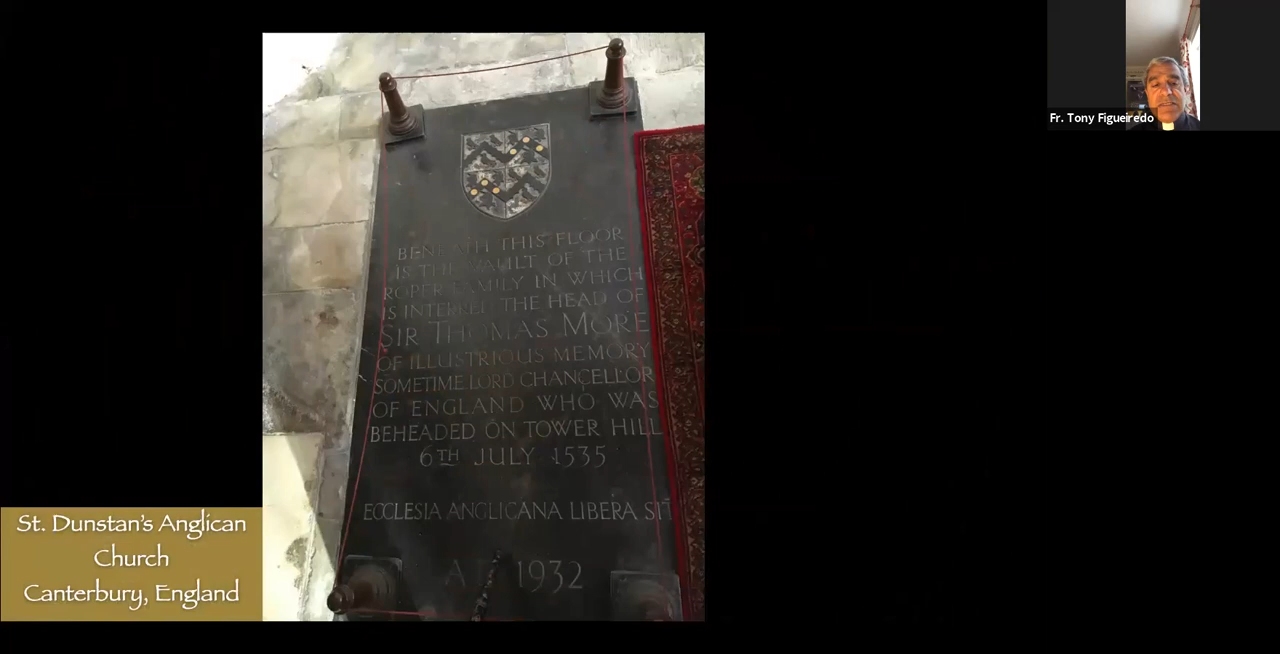 Fr. Tony Figueiredo
BENEATH THIS FLOOR
IS THE VAULT OF THE
ROPER FAMILY IN WHICH
IS INTERRED THE HEAD OF
SIR THOMAS MORE
OF ILLUSTRIOUS MEMORY
SOMETIME LORD CHANCELLOR
OF ENGLAND WHO WAS
BEHEADED ON TOWER HILL
6TH JULY 1535
ECCLESIA ANGLICANA LIBERA SIT
AD 1932
St. Dunstan's Anglican
Church
Canterbury, England